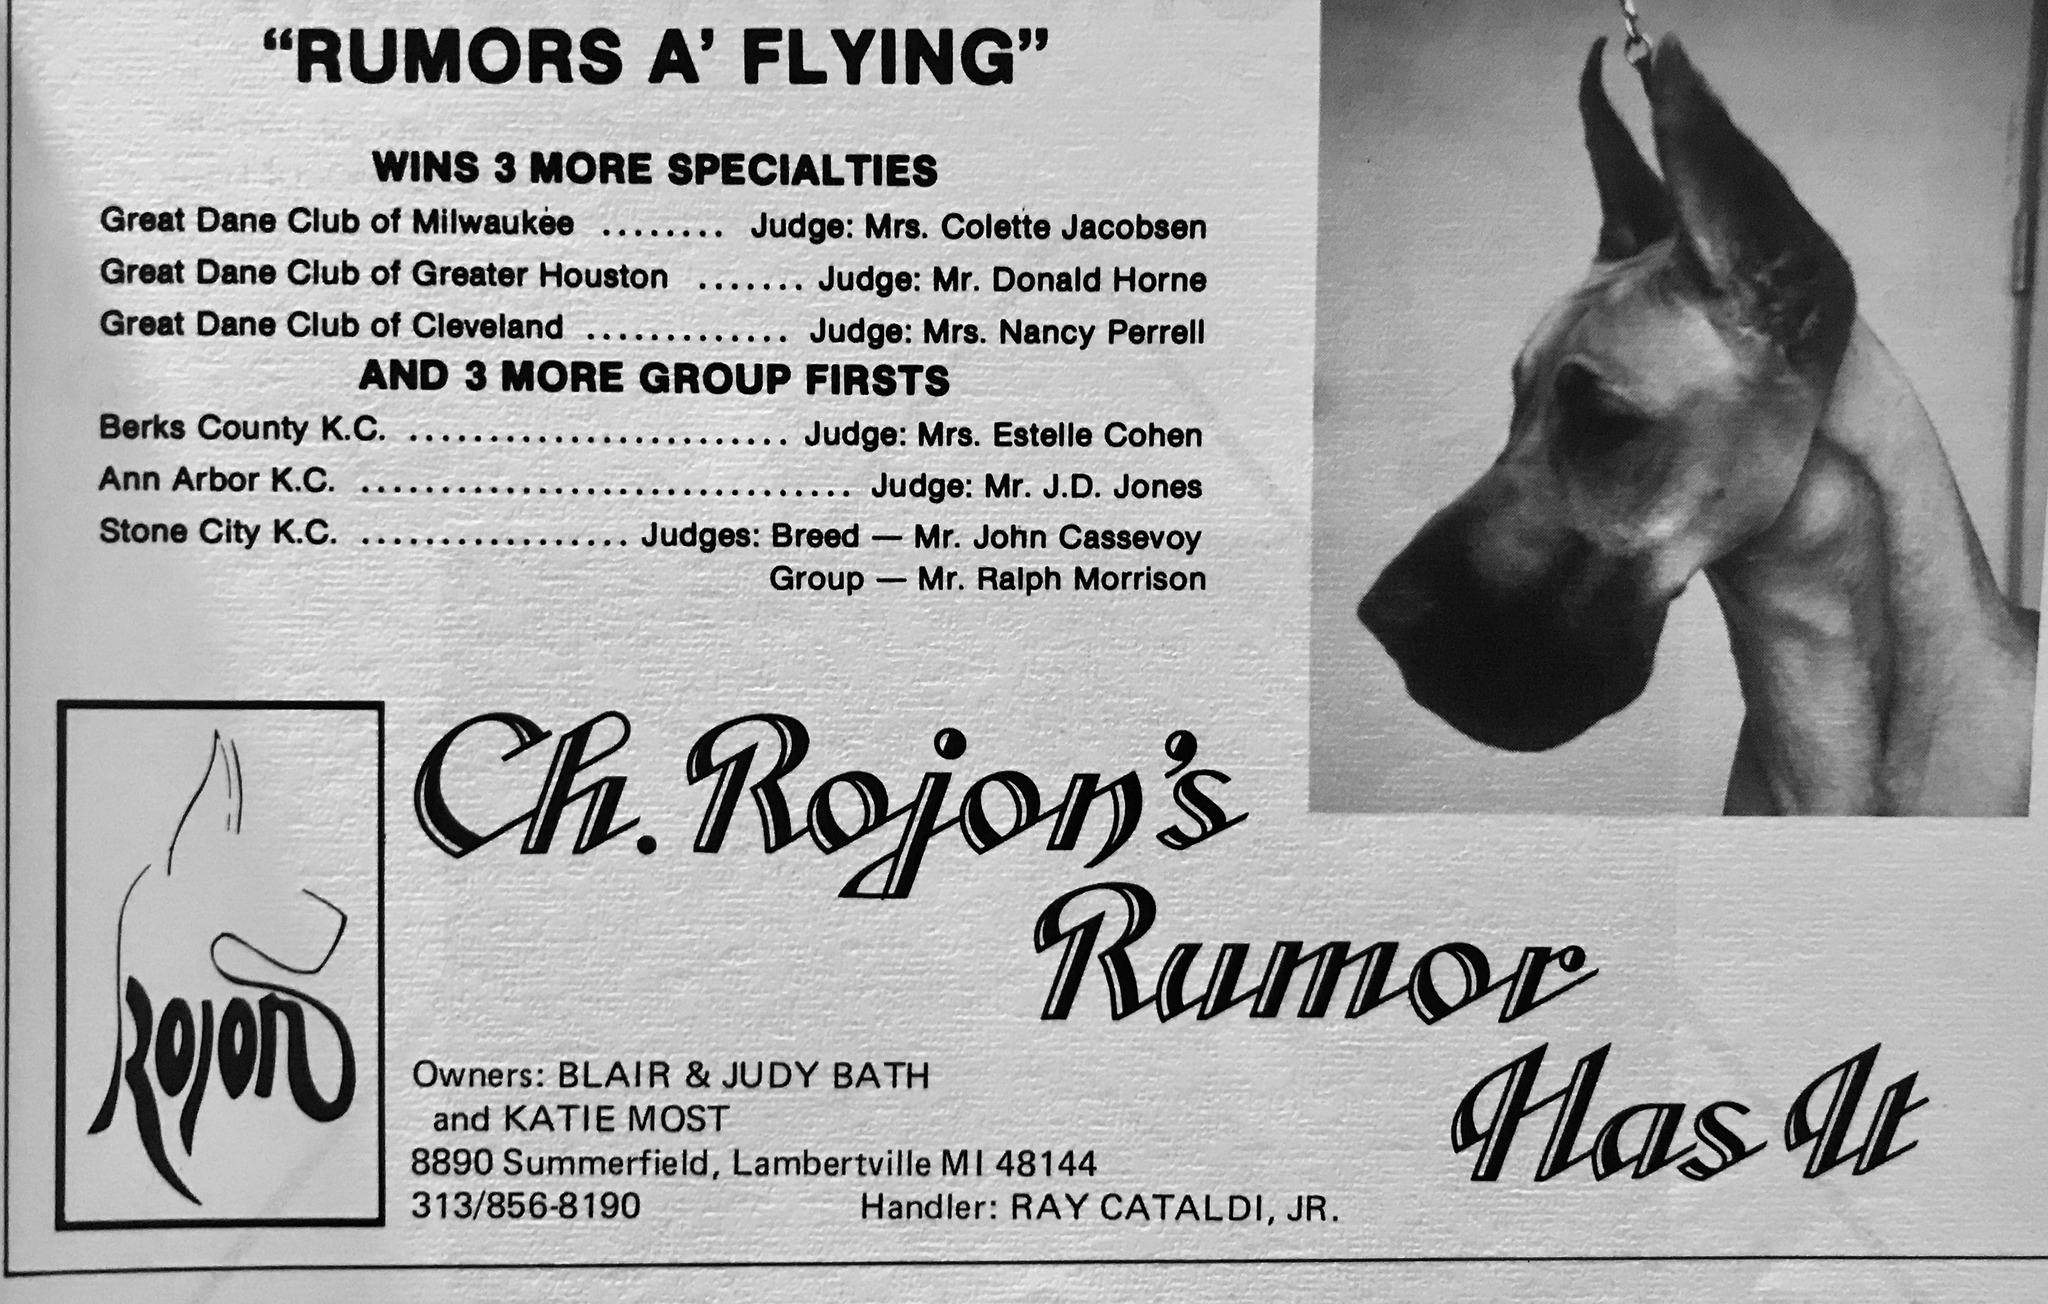 “RUMORS A’ FLYING”
WINS 3 MORE SPECIALTIES
Great Dane Club of Milwaukee ........ Judge: Mrs. Colette Jacobsen
Great Dane Club of Greater Houston ....... Judge: Mr. Donald Horne
Great Dane Club of Cleveland ............. Judge: Mrs. Nancy Perrell
AND 3 MORE GROUP FIRSTS
Berks County K.C. ........................ Judge: Mrs. Estelle Cohen
Ann Arbor K.C. ............................... Judge: Mr. J.D. Jones
Stone City K.C. ................. Judges: Breed — Mr. John Cassevoy
Group — Mr. Ralph Morrison
Ch. Rojon’s
Rumor
Has It
Rojon
Owners: BLAIR & JUDY BATH
and KATIE MOST
8890 Summerfield, Lambertville MI 48144
313/856-8190 Handler: RAY CATALDI, JR.